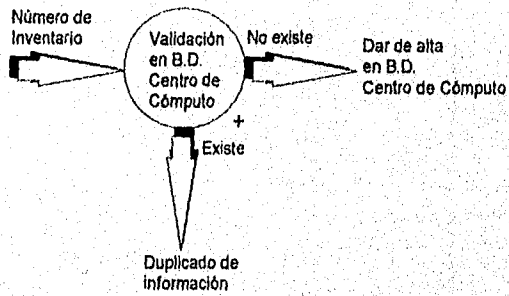 Número de
Inventario
Validación
en B.D.
Centro de
Cómputo
No existe
Dar de alta
en B.D.
Centro de Cómputo
+
Existe
Duplicado de
información